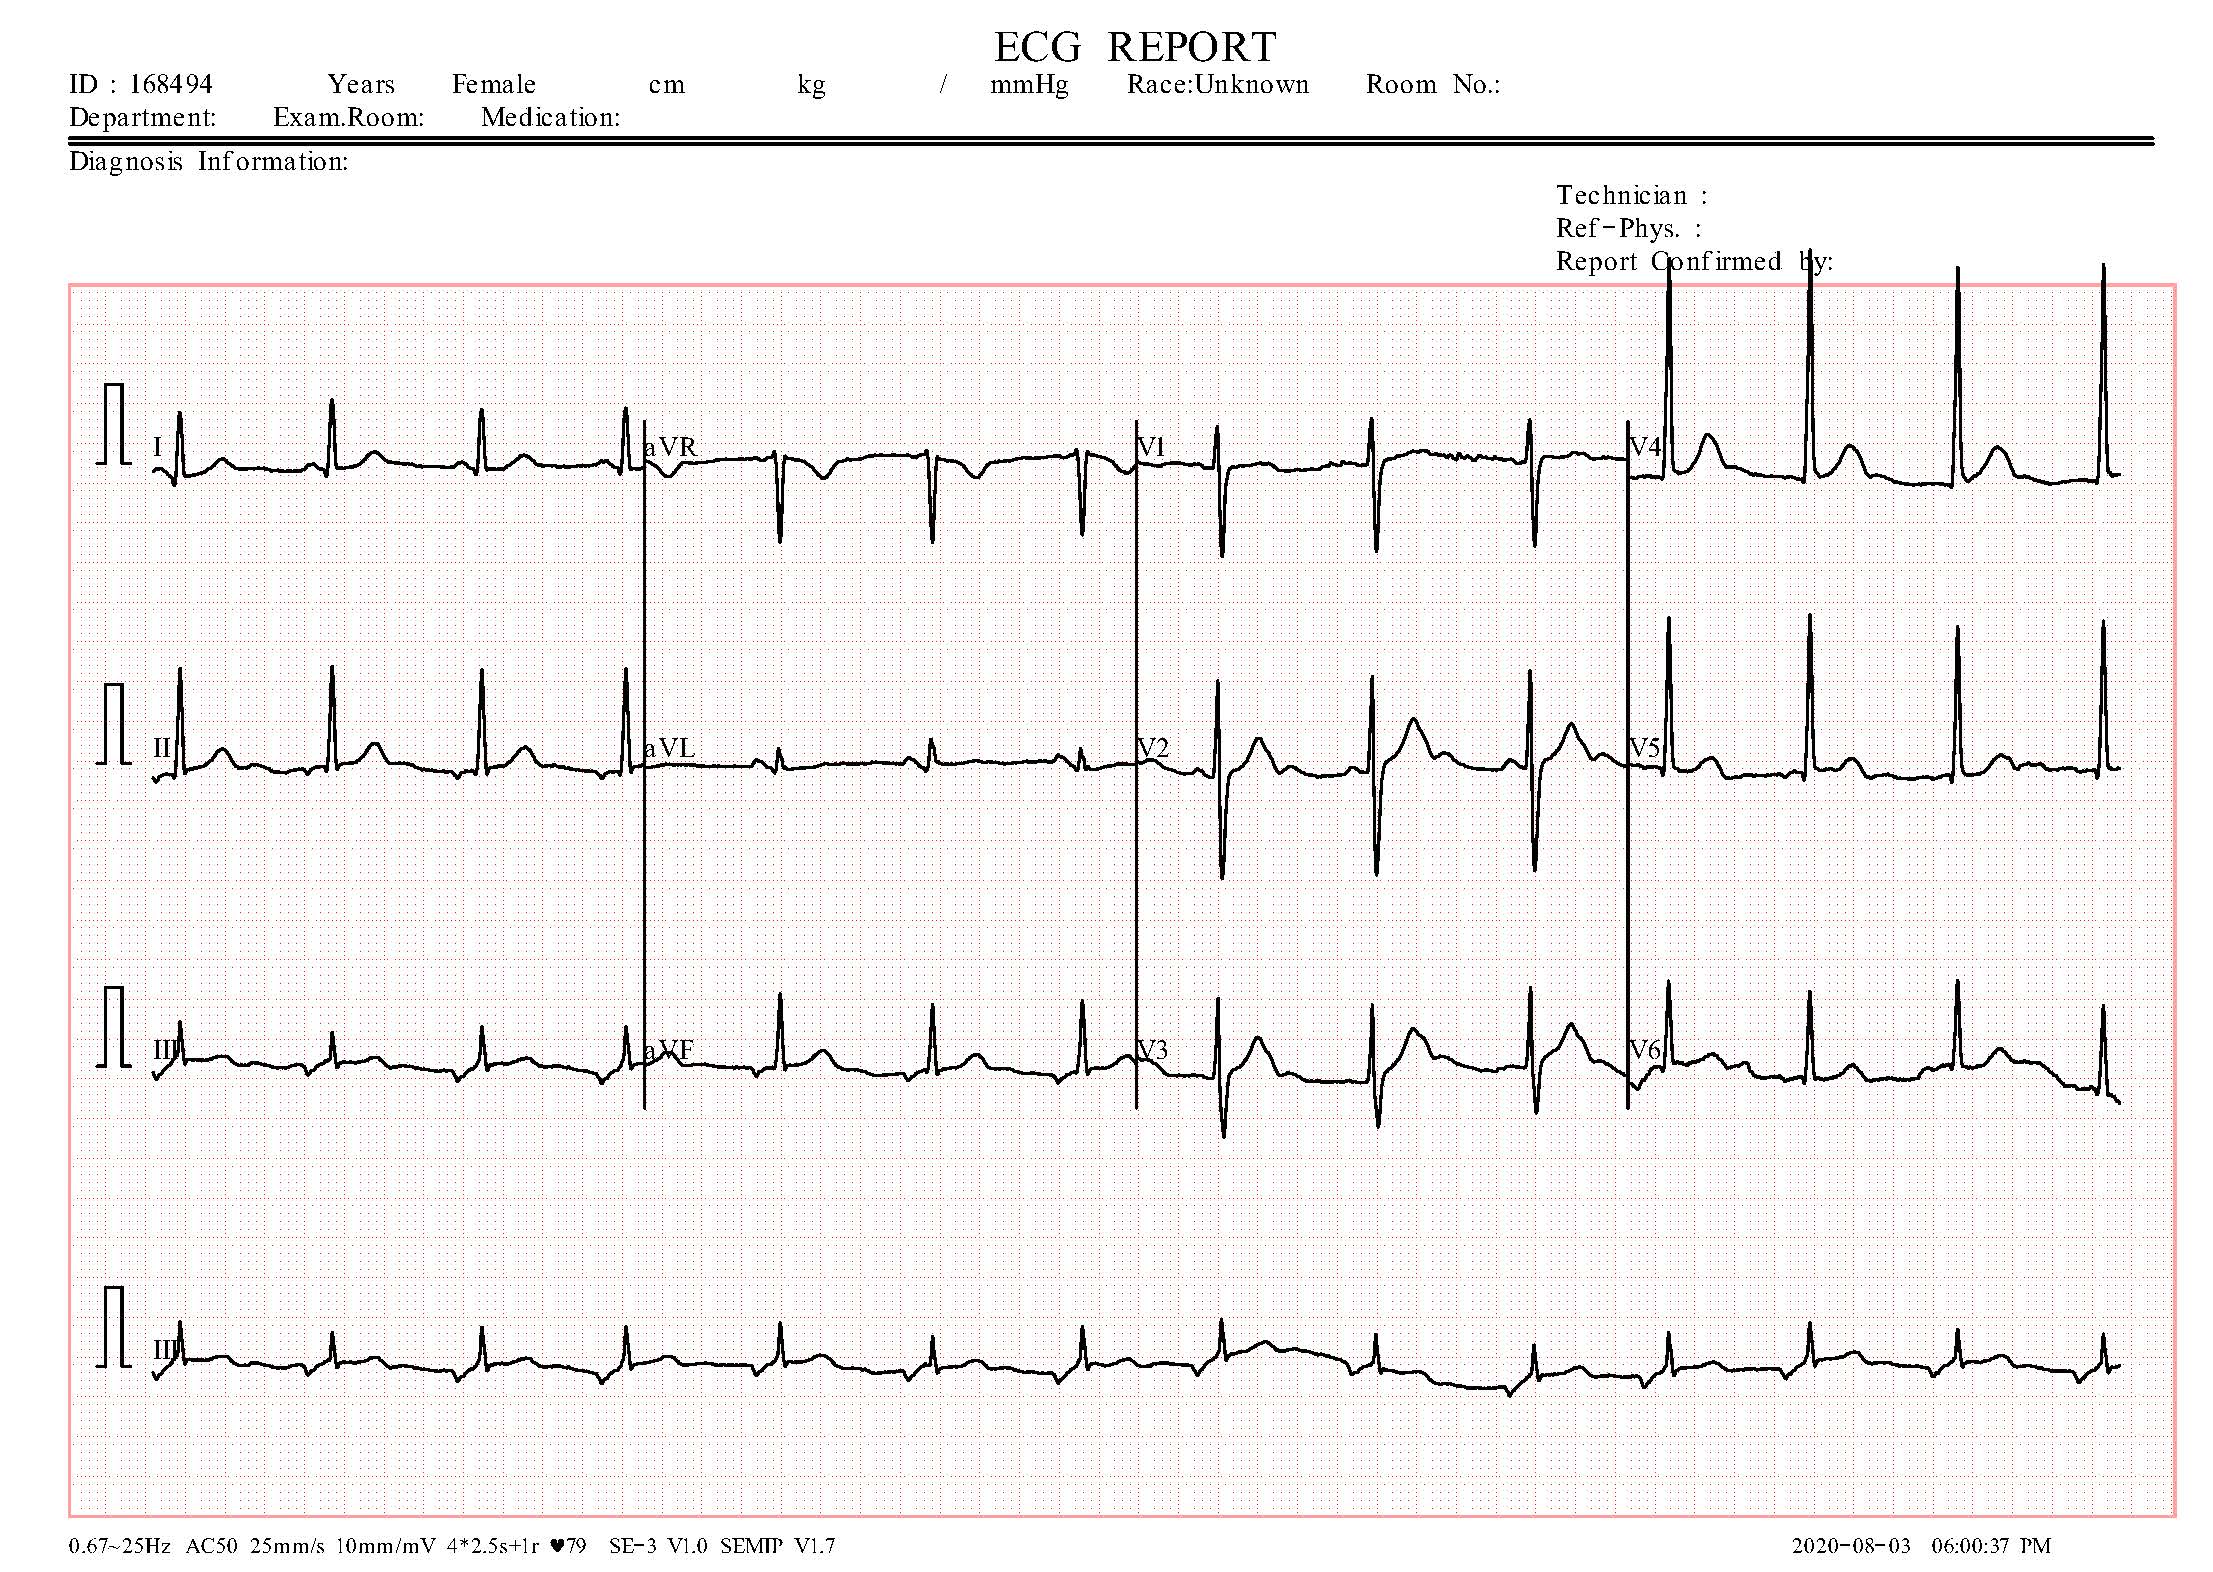 ECG REPORT
ID : 168494 Years Female cm kg / mmHg Race:Unknown Room No.:
Department: Exam.Room: Medication:
Diagnosis Information:
Technician :
Ref-Phys. :
Report Confirmed by:
I aVR V1 V4
II aVL V2 V5
III aVF V3 V6
III
0.67~25Hz AC50 25mm/s 10mm/mV 4*2.5s+1r ♥79 SE-3 V1.0 SEMIP V1.7 2020-08-03 06:00:37 PM